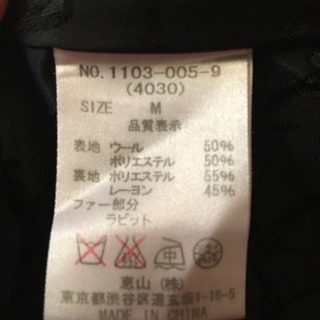 NO.1103-005-9
(4030)
SIZE M
品質表示
表地 ウール 50%
ポリエステル 50%
裏地 ポリエステル 55%
レーヨン 45%
ファー部分
ラビット
恵山(株)
東京都渋谷区道玄坂1-16-5
MADE IN CHINA